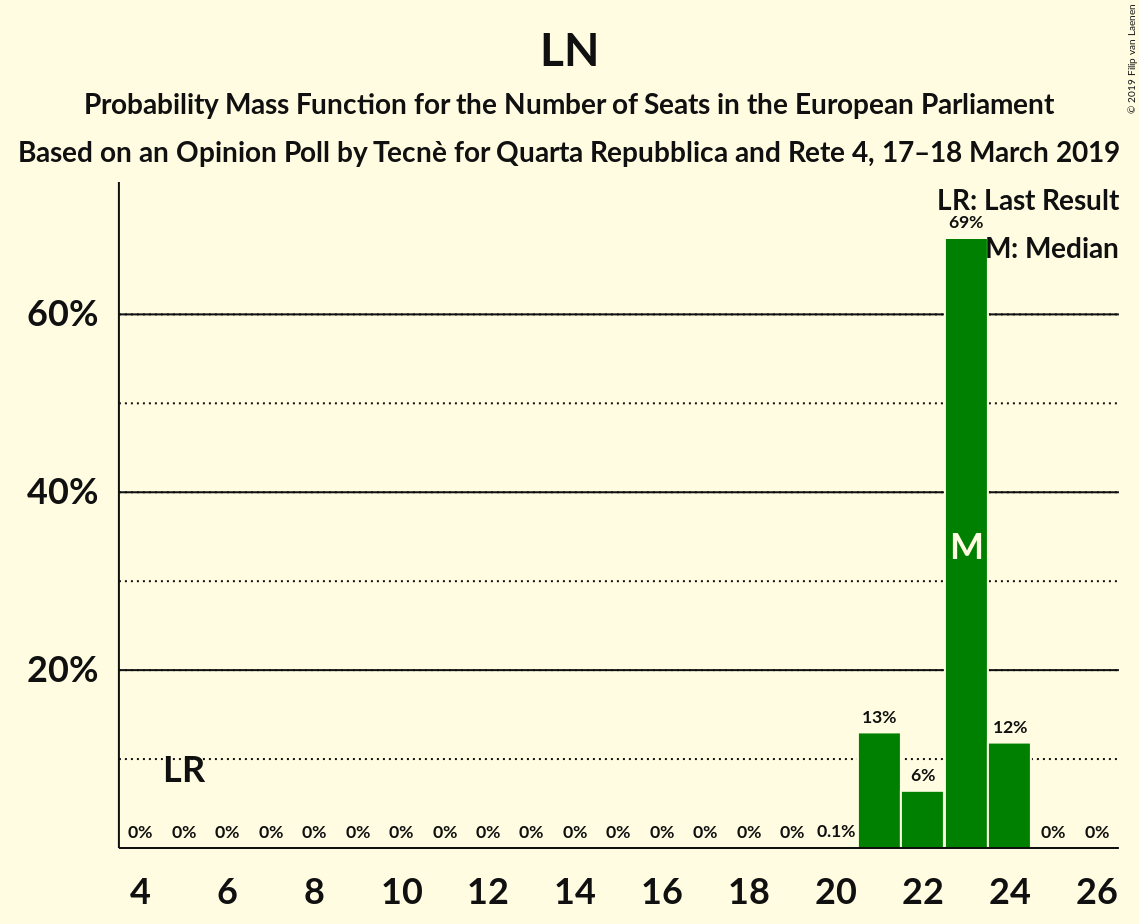 LN
Probability Mass Function for the Number of Seats in the European Parliament
Based on an Opinion Poll by Tecnè for Quarta Repubblica and Rete 4, 17–18 March 2019
© 2019 Filip van Laenen
LR: Last Result
M: Median
69%
60%
40%
M
20%
13%
12%
6%
LR
0% 0% 0% 0% 0% 0% 0% 0% 0% 0% 0% 0% 0% 0% 0% 0% 0.1% 0% 0%
4 6 8 10 12 14 16 18 20 22 24 26